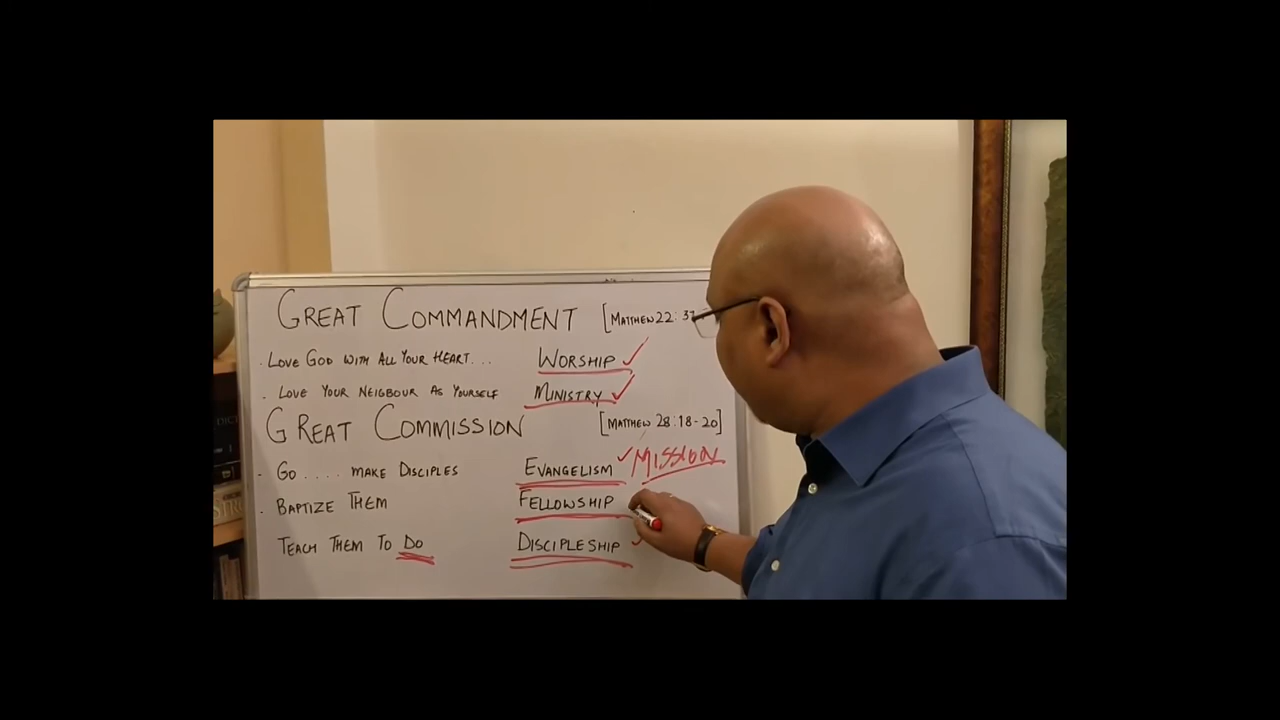 GREAT COMMANDMENT [MATTHEW 22: 37
. LOVE GOD WITH ALL YOUR HEART... WORSHIP ✓
. LOVE YOUR NEIGBOUR AS YOURSELF MINISTRY ✓
GREAT COMMISSION [MATTHEW 28:18-20]
. GO .... MAKE DISCIPLES EVANGELISM ✓ MISSION
. BAPTIZE THEM FELLOWSHIP
TEACH THEM TO DO DISCIPLESHIP ✓